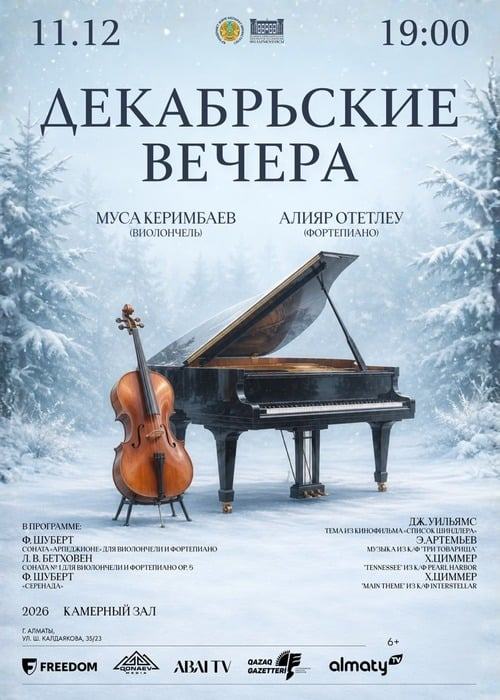 11.12
19:00
ДЕКАБРЬСКИЕ
ВЕЧЕРА
МУСА КЕРИМБАЕВ
(ВИОЛОНЧЕЛЬ)
АЛИЯР ОТЕТЛЕУ
(ФОРТЕПИАНО)
В ПРОГРАММЕ:
Ф. ШУБЕРТ
СОНАТА «АРПЕДЖИОНЕ» ДЛЯ ВИОЛОНЧЕЛИ И ФОРТЕПИАНО
Л. В. БЕТХОВЕН
СОНАТА № 1 ДЛЯ ВИОЛОНЧЕЛИ И ФОРТЕПИАНО OP. 5
Ф. ШУБЕРТ
«СЕРЕНАДА»
ДЖ. УИЛЬЯМС
ТЕМА ИЗ КИНОФИЛЬМА «СПИСОК ШИНДЛЕРА»
Э. АРТЕМЬЕВ
МУЗЫКА ИЗ К/Ф "ТРИ ТОВАРИЩА"
Х. ЦИММЕР
"TENNESSEE" ИЗ К/Ф PEARL HARBOR
Х. ЦИММЕР
"MAIN THEME" ИЗ К/Ф INTERSTELLAR
2026 КАМЕРНЫЙ ЗАЛ
Г. АЛМАТЫ,
УЛ. Ш. КАЛДАЯКОВА, 35/23
6+
FREEDOM
QONAEV
MEDIA
ABAI TV
QAZAQ
GAZETTERI
almaty TV